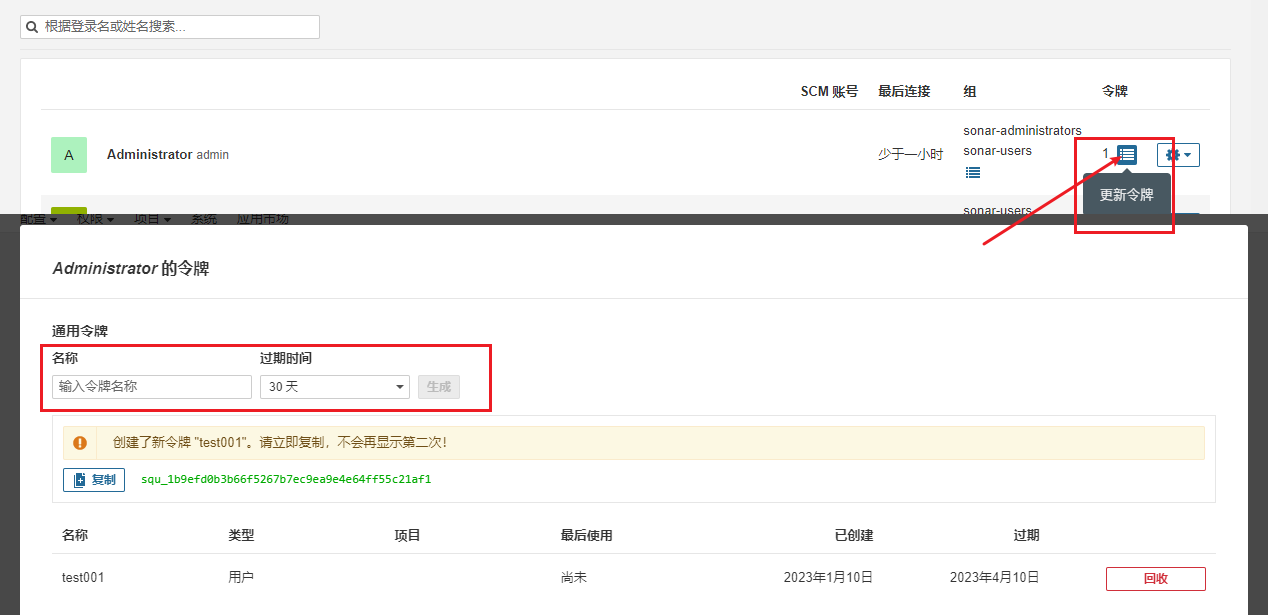 根据登录名或姓名搜索...
SCM 账号 最后连接 组 令牌
A Administrator admin 少于一小时 sonar-administrators
sonar-users
1
更新令牌
sonar-users
配置 权限 项目 系统 应用市场
Administrator 的令牌
通用令牌
名称 过期时间
输入令牌名称 30 天 生成
创建了新令牌 "test001"。请立即复制，不会再显示第二次！
复制 squ_1b9efd0b3b66f5267b7ec9ea9e4e64ff55c21af1
名称 类型 项目 最后使用 已创建 过期
test001 用户 尚未 2023年1月10日 2023年4月10日 回收